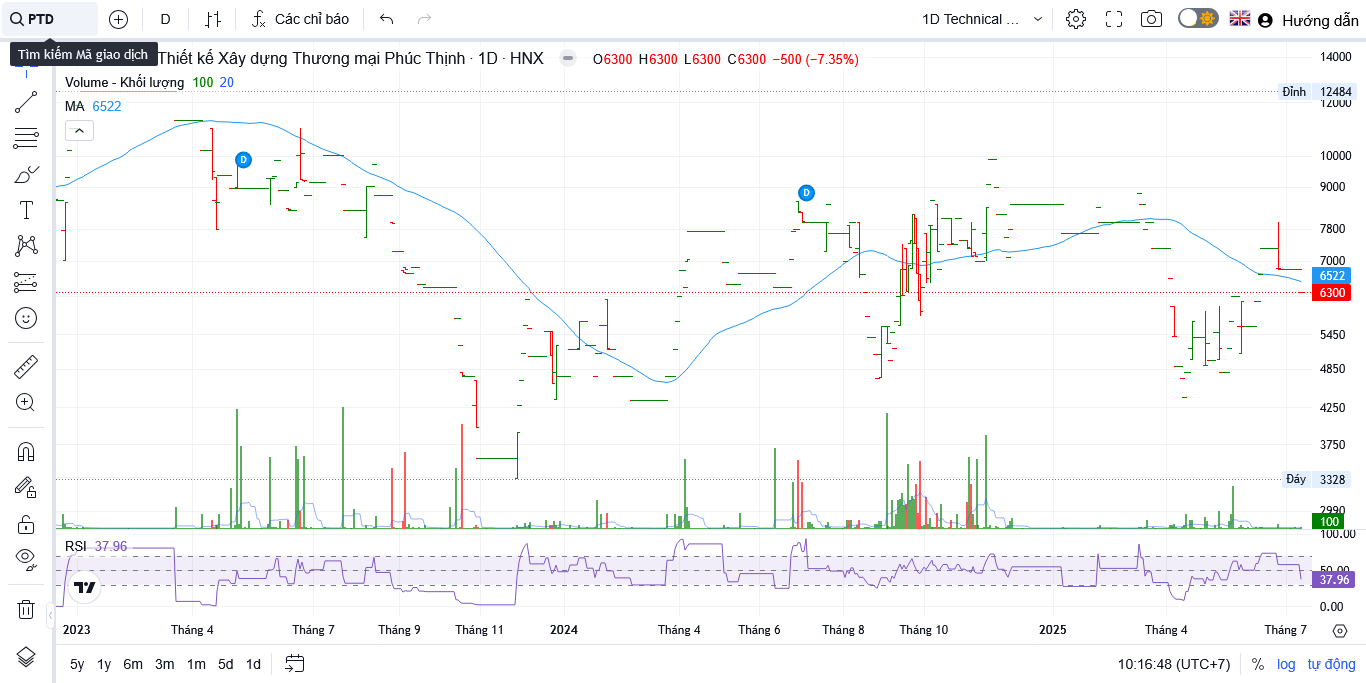 PTD
D
Các chỉ báo
1D Technical ...
Hướng dẫn
Tìm kiếm Mã giao dịch
Thiết kế Xây dựng Thương mại Phúc Thịnh · 1D · HNX
O6300 H6300 L6300 C6300 −500 (−7.35%)
Volume - Khối lượng 100 20
MA 6522
D
D
14000
Đỉnh 12484
12000
10000
9000
7800
7000
6522
6300
5450
4850
4250
3750
Đáy 3328
2990
100
RSI 37.96
100.00
50.00
37.96
0.00
2023 Tháng 4 Tháng 7 Tháng 9 Tháng 11 2024 Tháng 4 Tháng 6 Tháng 8 Tháng 10 2025 Tháng 4 Tháng 7
5y 1y 6m 3m 1m 5d 1d
10:16:48 (UTC+7) % log tự động